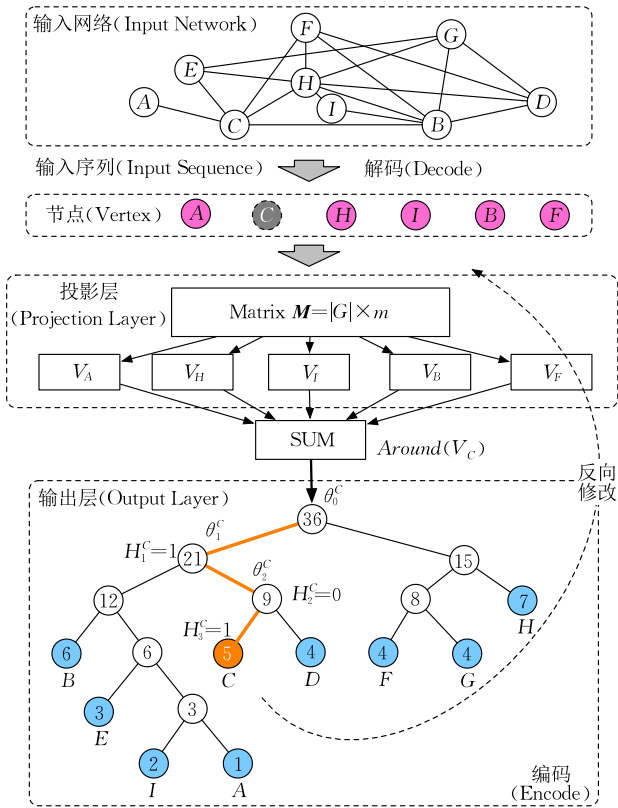 输入网络(Input Network)
F
G
E
H
A
I
D
C
B
输入序列(Input Sequence)
解码(Decode)
节点(Vertex)
A C H I B F
投影层
(Projection Layer)
Matrix M=|G|×m
V_A V_H V_I V_B V_F
SUM
Around(V_C)
反向
修改
输出层(Output Layer)
θ_0^C
36
θ_1^C
H_1^C=1
21
15
θ_2^C
12
9
H_2^C=0
8
7
H
H_3^C=1
6
6
5
4
4
4
B
C
D
F
G
3
3
E
2
1
I
A
编码
(Encode)